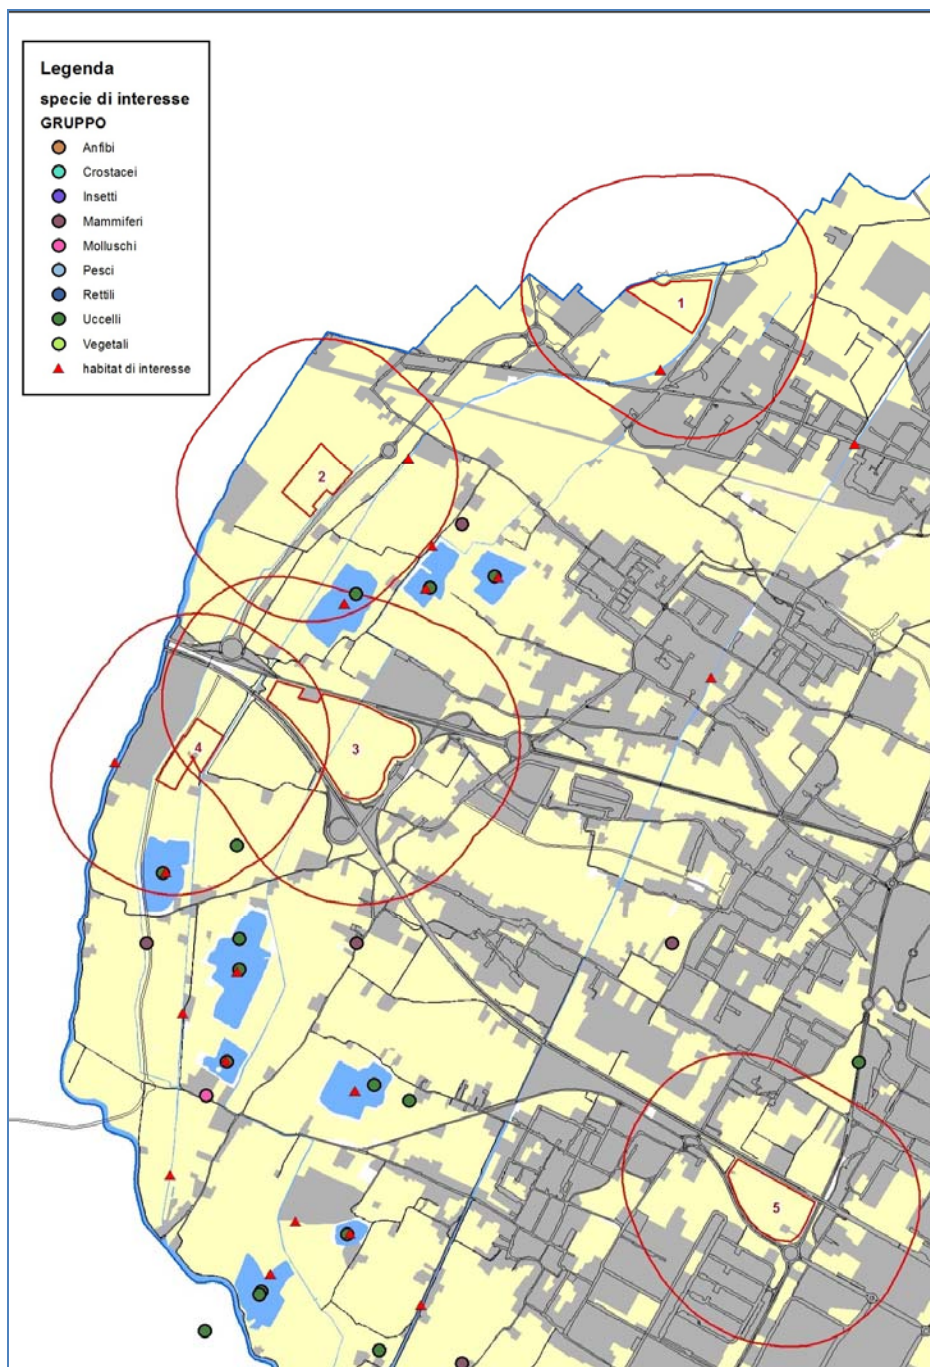 Legenda
specie di interesse
GRUPPO
Anfibi
Crostacei
Insetti
Mammiferi
Molluschi
Pesci
Rettili
Uccelli
Vegetali
habitat di interesse
1
2
3
4
5